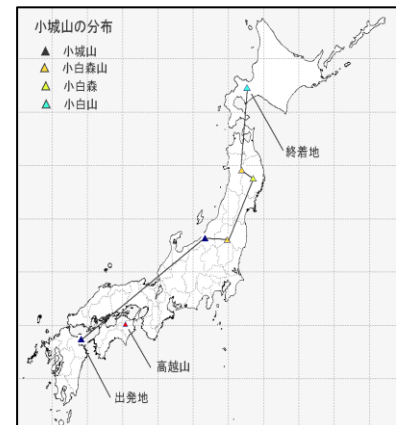 小城山の分布
小城山
小白森山
小白森
小白山
終着地
高越山
出発地